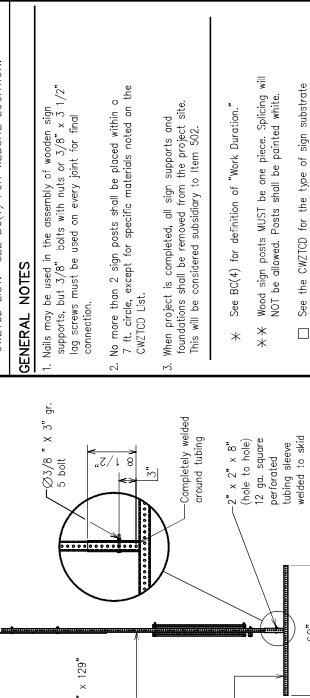 GENERAL NOTES
1. Nails may be used in the assembly of wooden sign
supports, but 3/8" bolts with nuts or 3/8" x 3 1/2"
lag screws must be used on every joint for final
connection.
2. No more than 2 sign posts shall be placed within a
7 ft. circle, except for specific materials noted on the
CWZTCD List.
3. When project is completed, all sign supports and
foundations shall be removed from the project site.
This will be considered subsidiary to Item 502.
* See BC(4) for definition of "Work Duration."
** Wood sign posts MUST be one piece. Splicing will
NOT be allowed. Posts shall be painted white.
□ See the CWZTCD for the type of sign substrate
Ø3/8 " X 3" gr.
5 bolt
8 1/2"
3"
Completely welded
around tubing
2" x 2" x 8"
(hole to hole)
12 ga. square
perforated
tubing sleeve
welded to skid
" x 129"